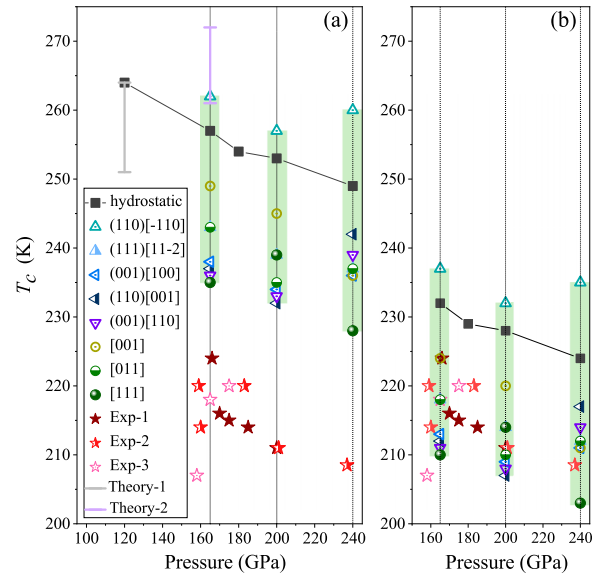 (a)
(b)
270
260
250
240
230
220
210
200
T_c (K)
hydrostatic
(110)[-110]
(111)[11-2]
(001)[100]
(110)[001]
(001)[110]
[001]
[011]
[111]
Exp-1
Exp-2
Exp-3
Theory-1
Theory-2
100 120 140 160 180 200 220 240
160 180 200 220 240
Pressure (GPa)
Pressure (GPa)